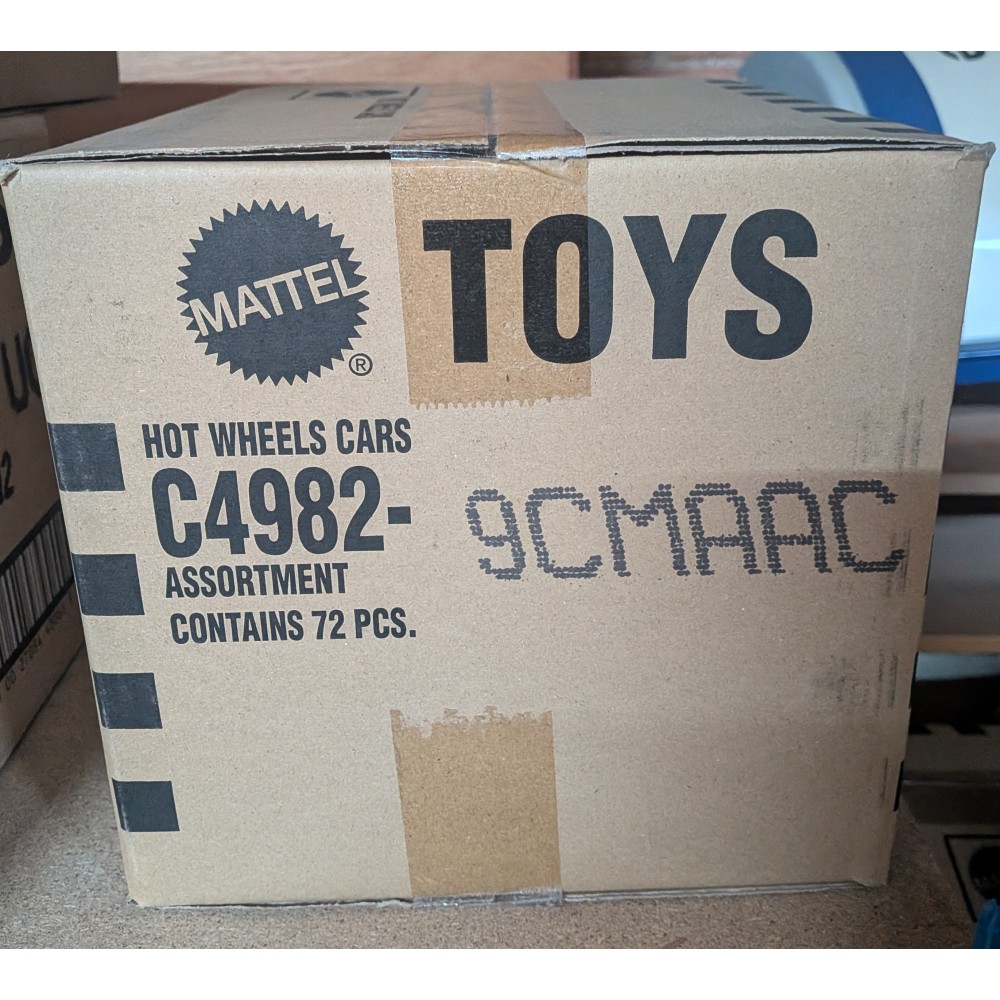 MATTEL
®
TOYS
HOT WHEELS CARS
C4982-
9CMAAC
ASSORTMENT
CONTAINS 72 PCS.